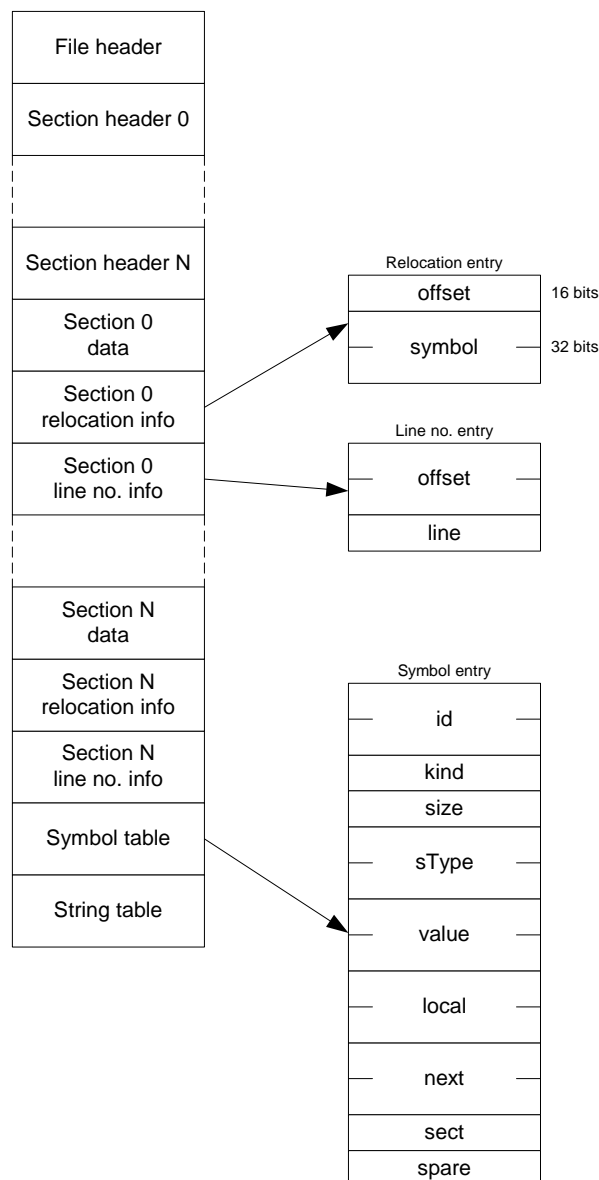 File header
Section header 0
Section header N
Section 0
data
Section 0
relocation info
Section 0
line no. info
Section N
data
Section N
relocation info
Section N
line no. info
Symbol table
String table
Relocation entry
offset
16 bits
symbol
32 bits
Line no. entry
offset
line
Symbol entry
id
kind
size
sType
value
local
next
sect
spare